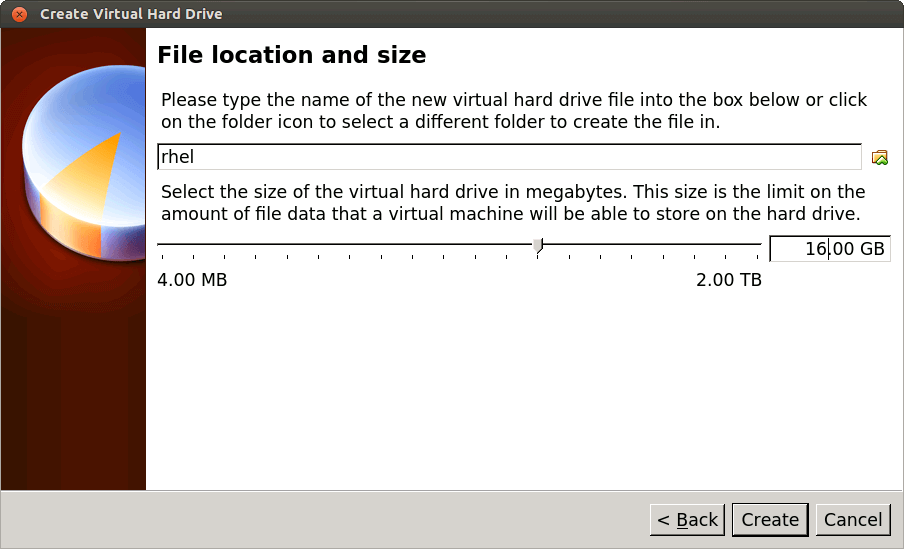 Create Virtual Hard Drive
File location and size
Please type the name of the new virtual hard drive file into the box below or click
on the folder icon to select a different folder to create the file in.
rhel
Select the size of the virtual hard drive in megabytes. This size is the limit on the
amount of file data that a virtual machine will be able to store on the hard drive.
16.00 GB
4.00 MB 2.00 TB
< Back Create Cancel